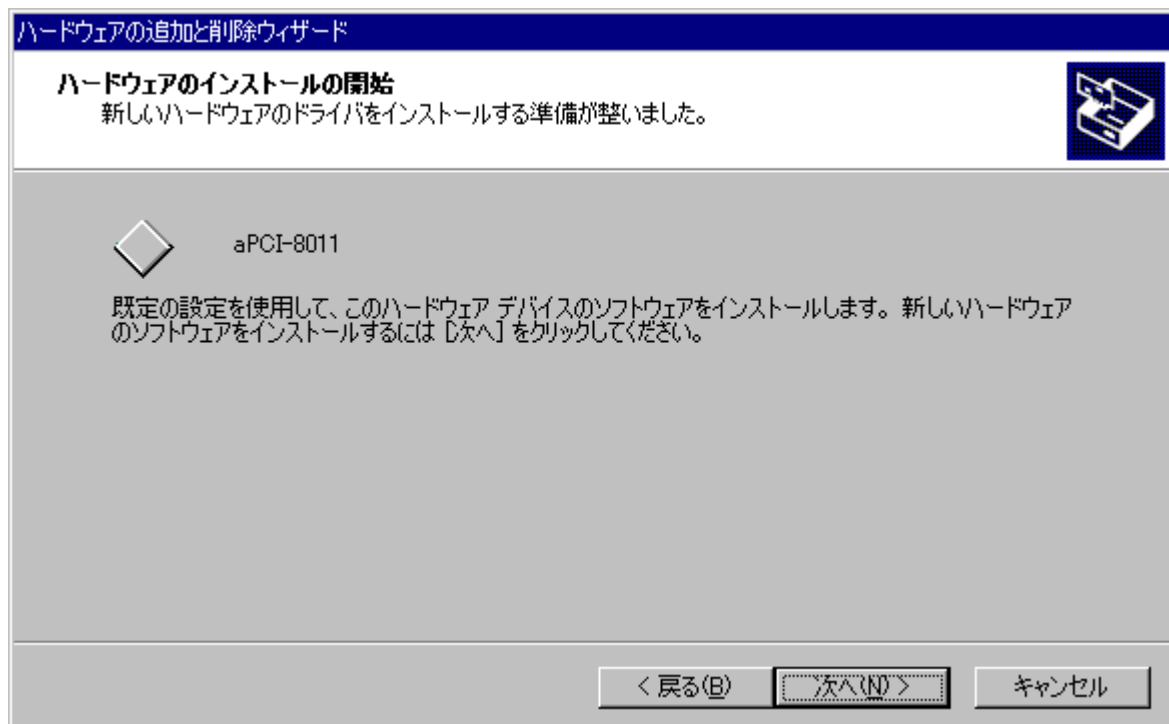 ハードウェアの追加と削除ウィザード
ハードウェアのインストールの開始
新しいハードウェアのドライバをインストールする準備が整いました。
aPCI-8011
既定の設定を使用して、このハードウェア デバイスのソフトウェアをインストールします。新しいハードウェア
のソフトウェアをインストールするには [次へ] をクリックしてください。
< 戻る(B)
次へ(N) >
キャンセル